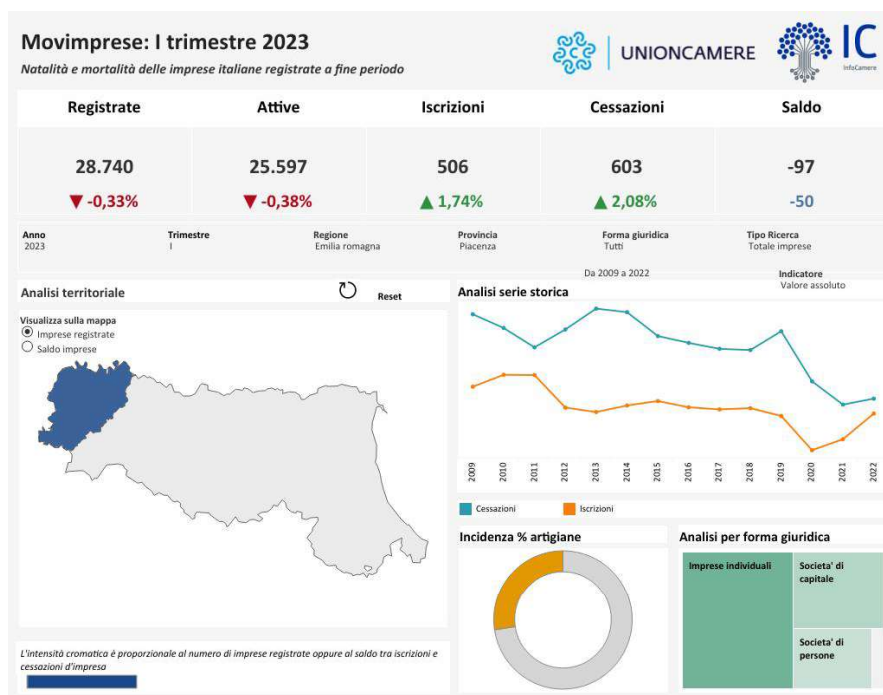 Movimprese: I trimestre 2023
Natalità e mortalità delle imprese italiane registrate a fine periodo
UNIONCAMERE
IC
InfoCamere
Registrate Attive Iscrizioni Cessazioni Saldo
28.740 25.597 506 603 -97
▼ -0,33% ▼ -0,38% ▲ 1,74% ▲ 2,08% -50
Anno Trimestre Regione Provincia Forma giuridica Tipo Ricerca
2023 I Emilia romagna Piacenza Tutti Totale imprese
Da 2009 a 2022 Indicatore
Valore assoluto
Analisi territoriale Reset
Visualizza sulla mappa
Imprese registrate
Saldo imprese
L'intensità cromatica è proporzionale al numero di imprese registrate oppure al saldo tra iscrizioni e
cessazioni d'impresa
Analisi serie storica
2009 2010 2011 2012 2013 2014 2015 2016 2017 2018 2019 2020 2021 2022
Cessazioni Iscrizioni
Incidenza % artigiane
Analisi per forma giuridica
Imprese individuali
Societa' di
capitale
Societa' di
persone